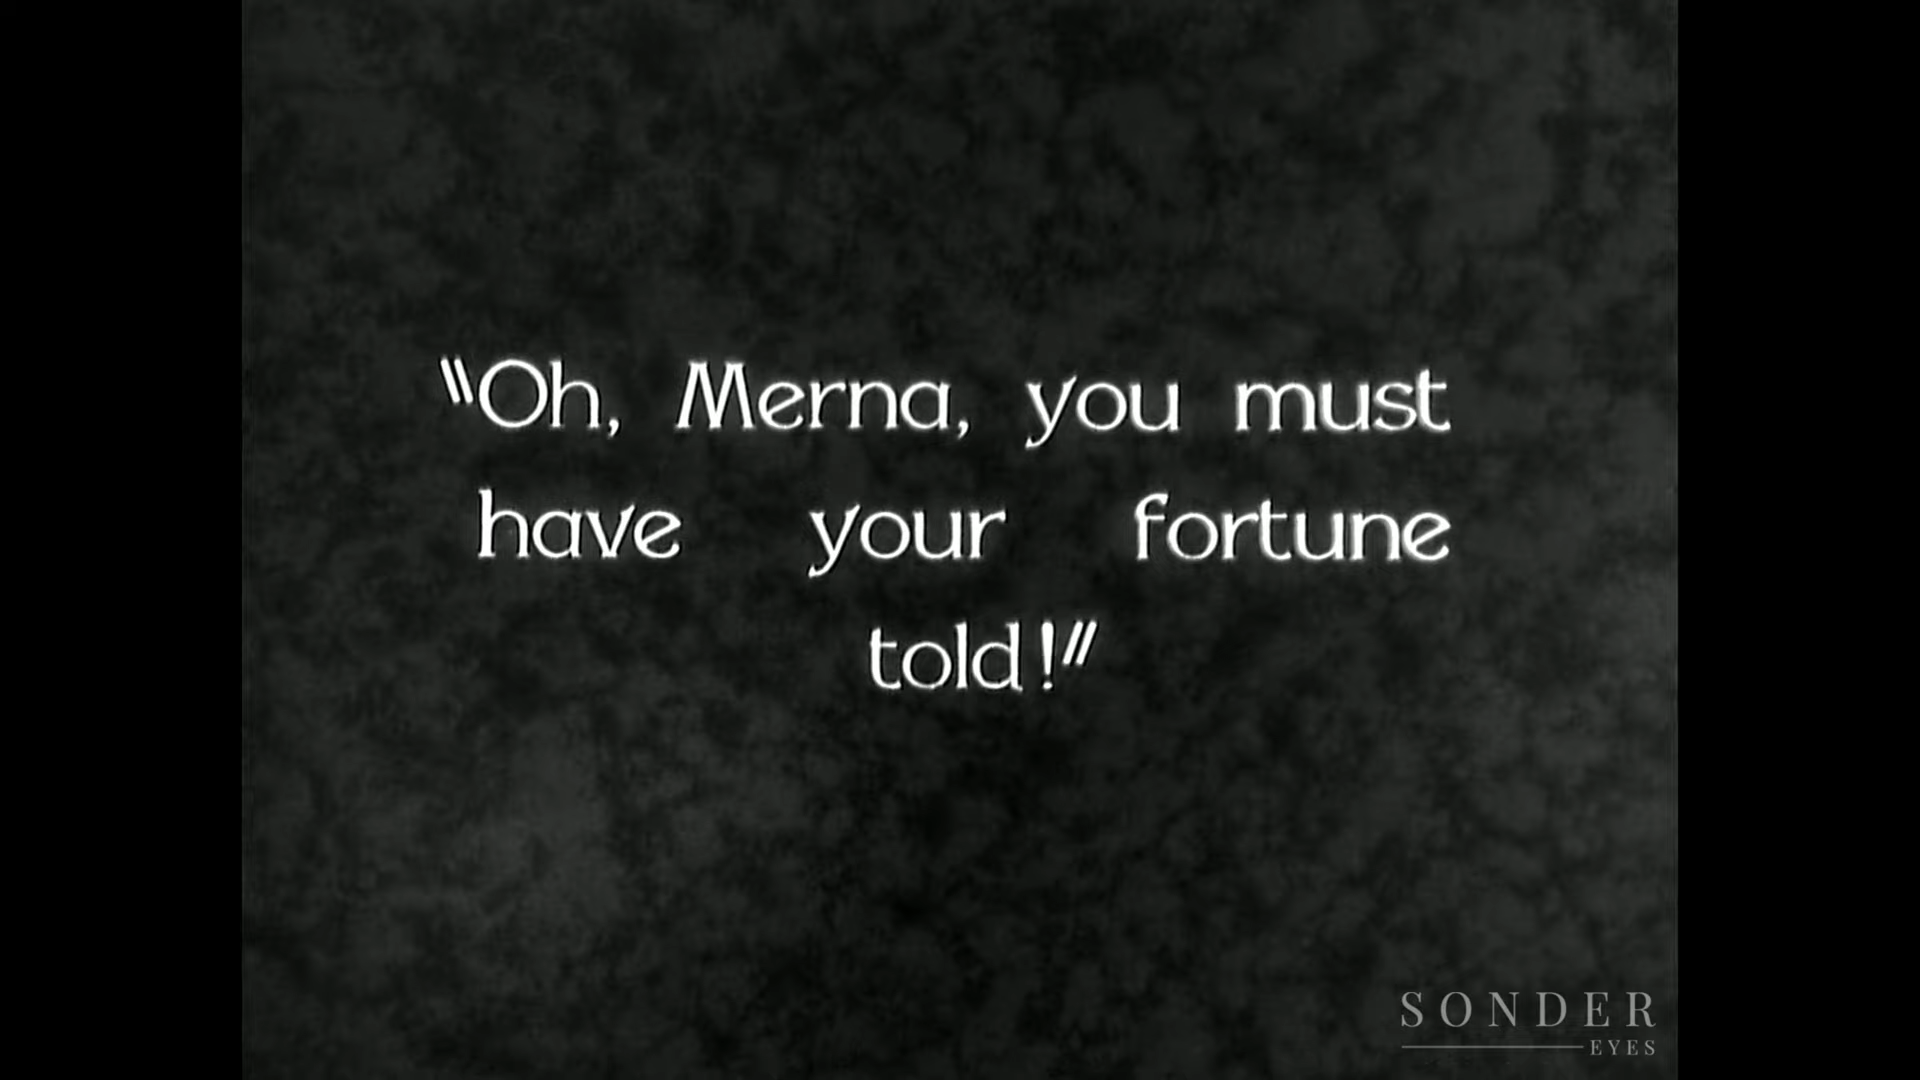 "Oh, Merna, you must
have your fortune
told!"
SONDER
EYES